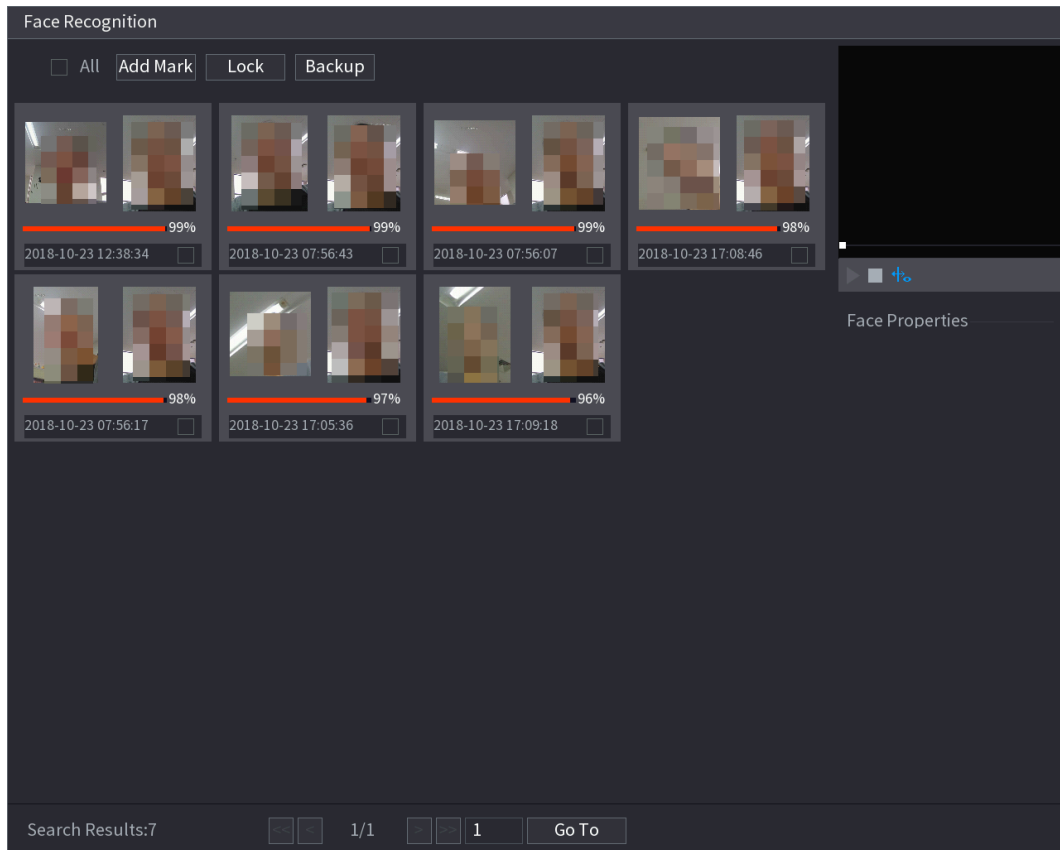 Face Recognition
All Add Mark Lock Backup
99% 99% 99% 98%
2018-10-23 12:38:34 2018-10-23 07:56:43 2018-10-23 07:56:07 2018-10-23 17:08:46
Face Properties
98% 97% 96%
2018-10-23 07:56:17 2018-10-23 17:05:36 2018-10-23 17:09:18
Search Results:7 << < 1/1 > >> 1 Go To